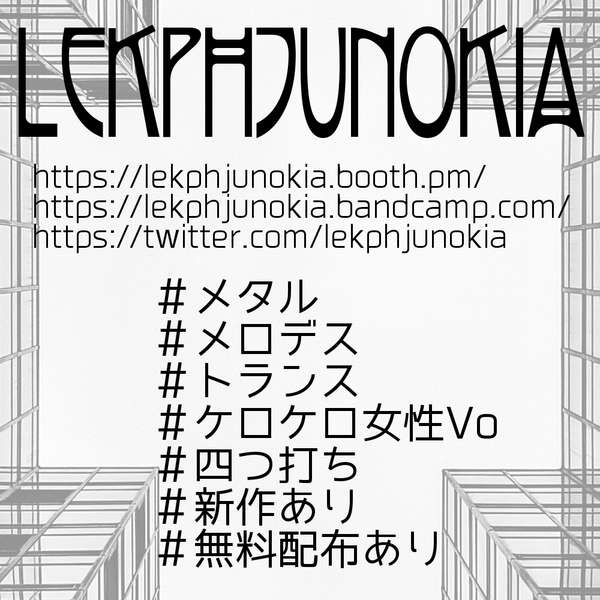 LEKPHJUNOKIA
https://lekphjunokia.booth.pm/
https://lekphjunokia.bandcamp.com/
https://twitter.com/lekphjunokia
#メタル
#メロデス
#トランス
#ケロケロ女性Vo
#四つ打ち
#新作あり
#無料配布あり